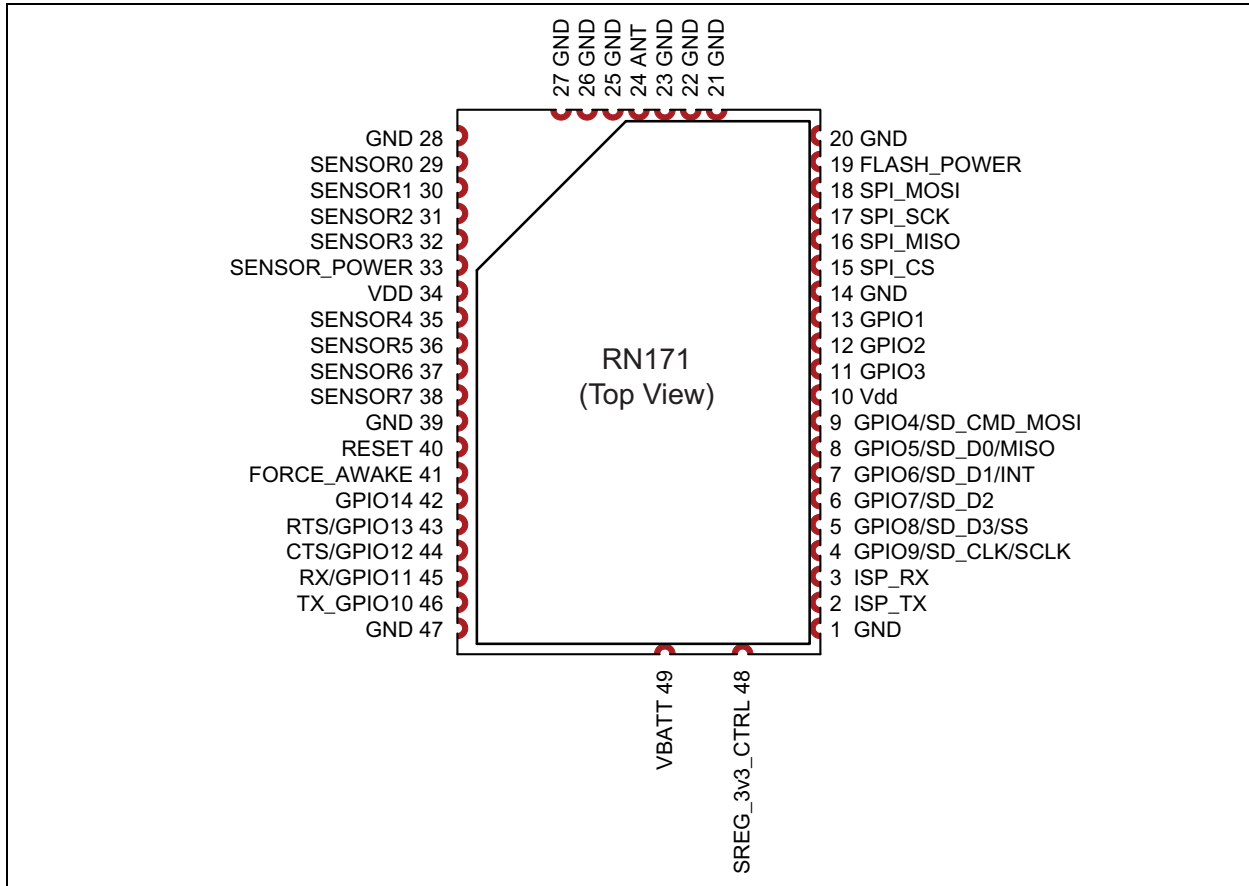 27 GND
26 GND
25 GND
24 ANT
23 GND
22 GND
21 GND
GND 28
SENSOR0 29
SENSOR1 30
SENSOR2 31
SENSOR3 32
SENSOR_POWER 33
VDD 34
SENSOR4 35
SENSOR5 36
SENSOR6 37
SENSOR7 38
GND 39
RESET 40
FORCE_AWAKE 41
GPIO14 42
RTS/GPIO13 43
CTS/GPIO12 44
RX/GPIO11 45
TX_GPIO10 46
GND 47
RN171
(Top View)
20 GND
19 FLASH_POWER
18 SPI_MOSI
17 SPI_SCK
16 SPI_MISO
15 SPI_CS
14 GND
13 GPIO1
12 GPIO2
11 GPIO3
10 Vdd
9 GPIO4/SD_CMD_MOSI
8 GPIO5/SD_D0/MISO
7 GPIO6/SD_D1/INT
6 GPIO7/SD_D2
5 GPIO8/SD_D3/SS
4 GPIO9/SD_CLK/SCLK
3 ISP_RX
2 ISP_TX
1 GND
VBATT 49
SREG_3v3_CTRL 48